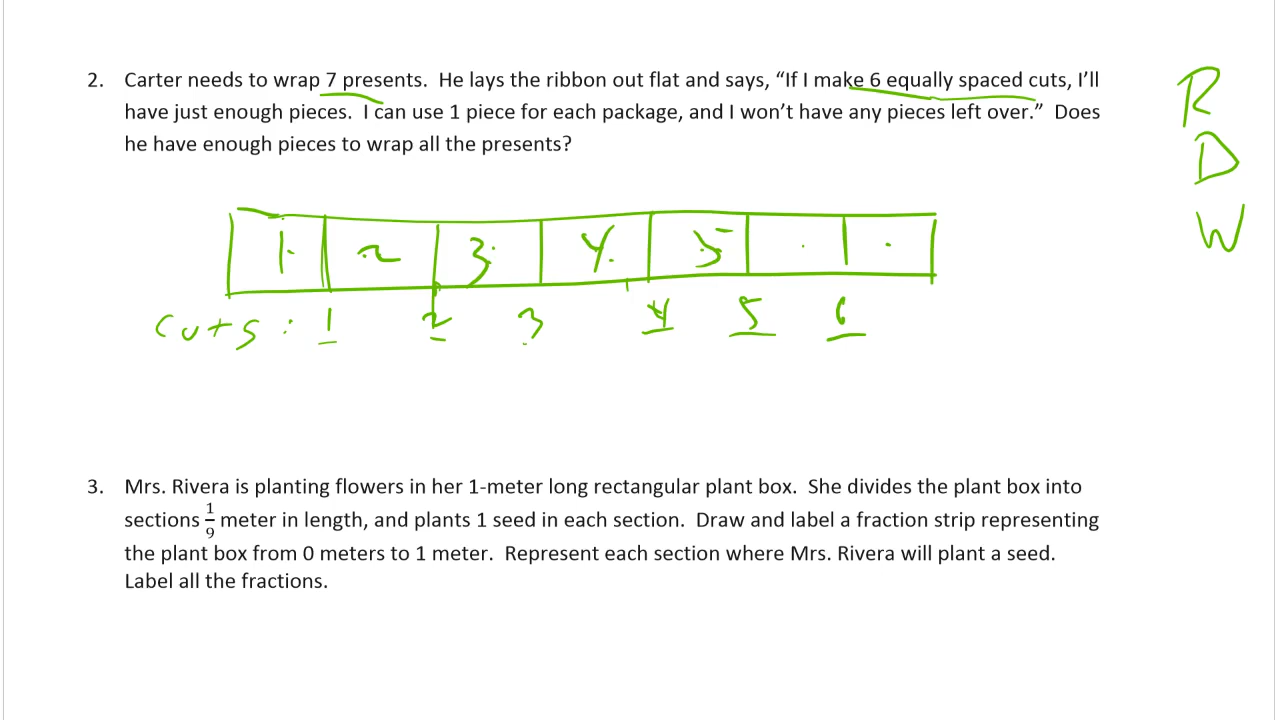 2. Carter needs to wrap 7 presents. He lays the ribbon out flat and says, “If I make 6 equally spaced cuts, I’ll
have just enough pieces. I can use 1 piece for each package, and I won’t have any pieces left over.” Does
he have enough pieces to wrap all the presents?
R
D
W
1 2 3 4 5
cuts: 1 2 3 4 5 6
3. Mrs. Rivera is planting flowers in her 1-meter long rectangular plant box. She divides the plant box into
sections 1/9 meter in length, and plants 1 seed in each section. Draw and label a fraction strip representing
the plant box from 0 meters to 1 meter. Represent each section where Mrs. Rivera will plant a seed.
Label all the fractions.